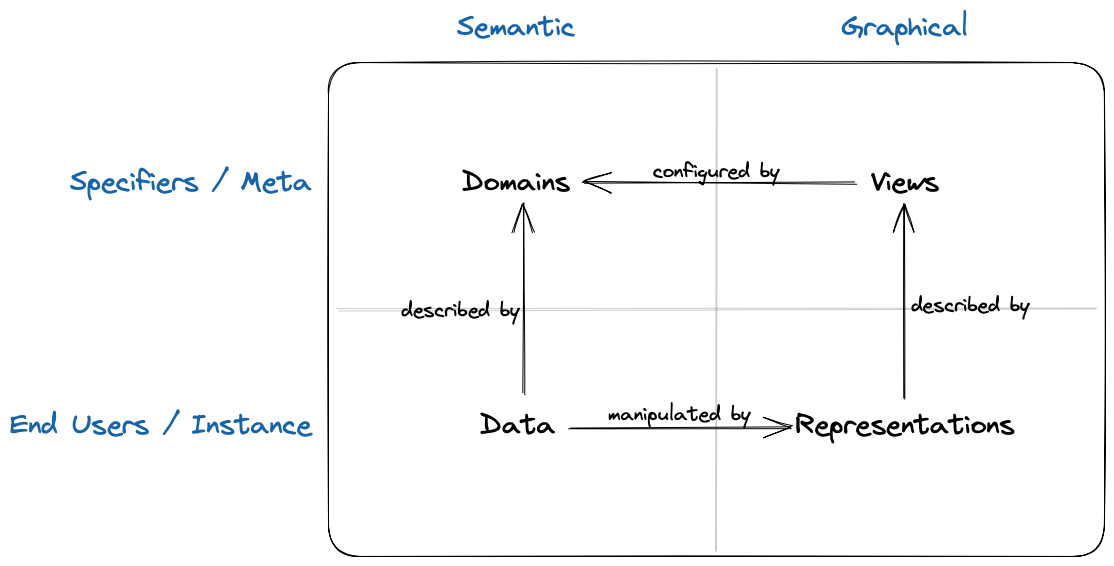 Semantic
Graphical
Specifiers / Meta
Domains
configured by
Views
described by
described by
End Users / Instance
Data
manipulated by
Representations